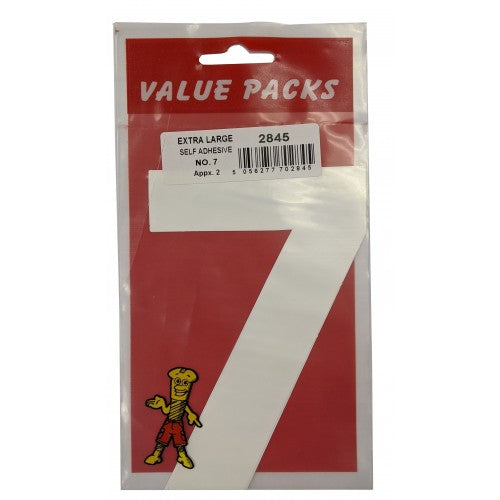 VALUE PACKS
EXTRA LARGE 2845
SELF ADHESIVE
NO. 7
Appx. 2 5 056277 702845
7